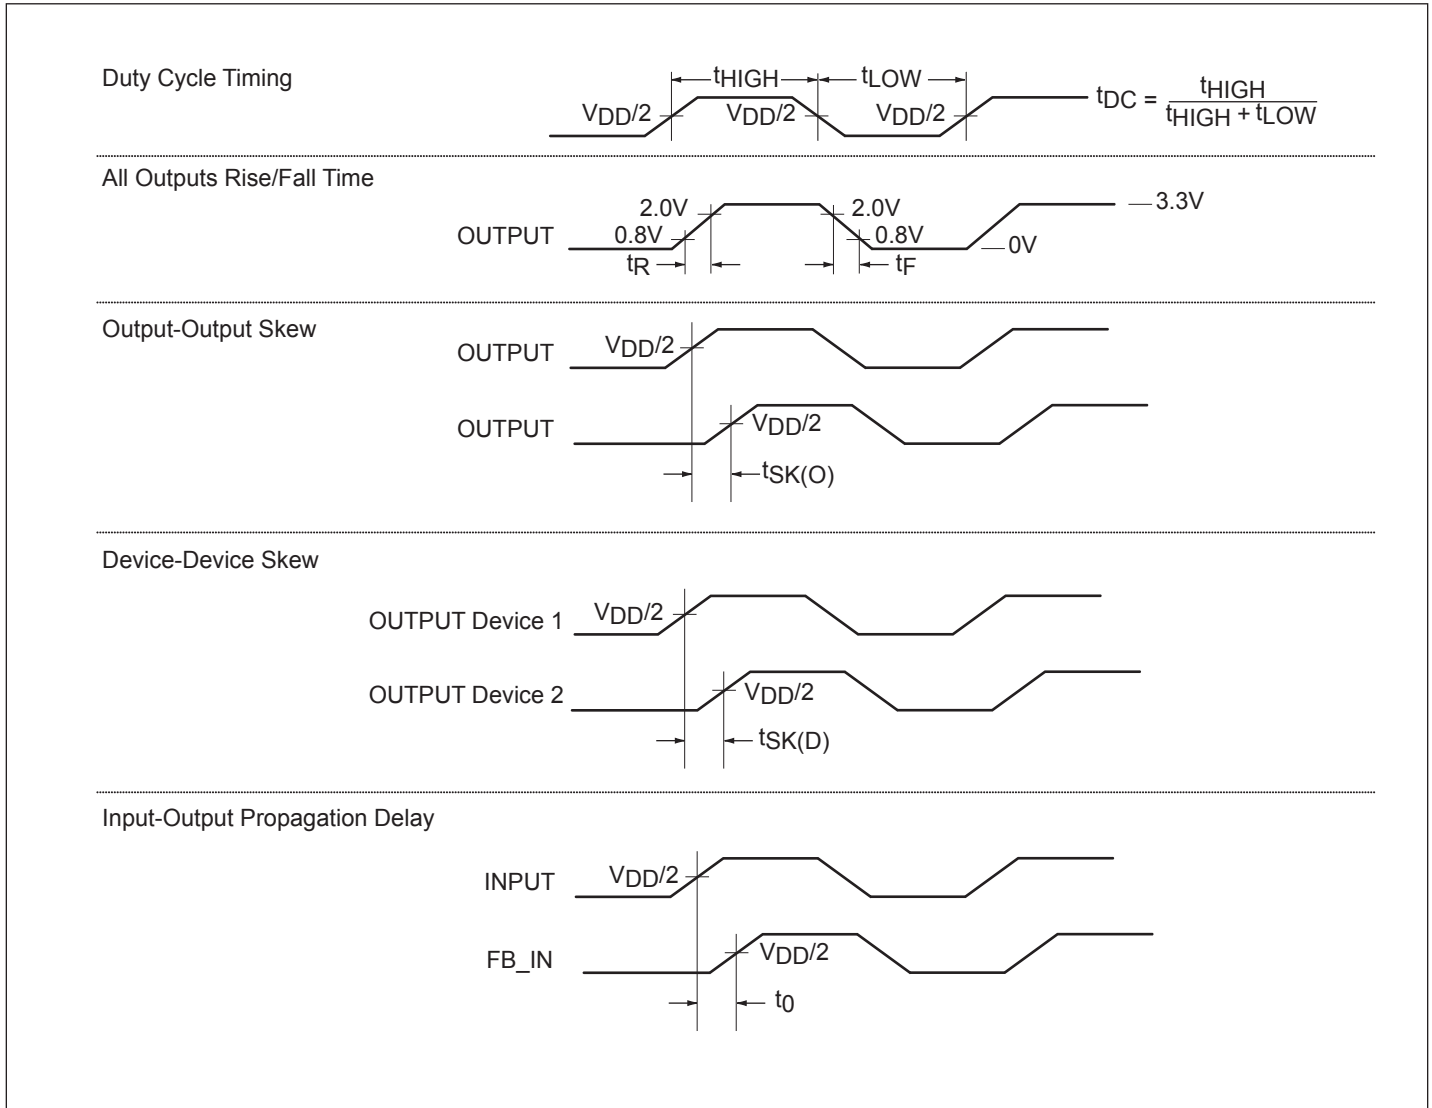 Duty Cycle Timing
tHIGH
tLOW
VDD/2
VDD/2
VDD/2
tDC = tHIGH
tHIGH + tLOW
All Outputs Rise/Fall Time
OUTPUT
2.0V
0.8V
2.0V
0.8V
3.3V
0V
tR
tF
Output-Output Skew
OUTPUT
VDD/2
OUTPUT
VDD/2
tSK(O)
Device-Device Skew
OUTPUT Device 1
VDD/2
OUTPUT Device 2
VDD/2
tSK(D)
Input-Output Propagation Delay
INPUT
VDD/2
FB_IN
VDD/2
t0